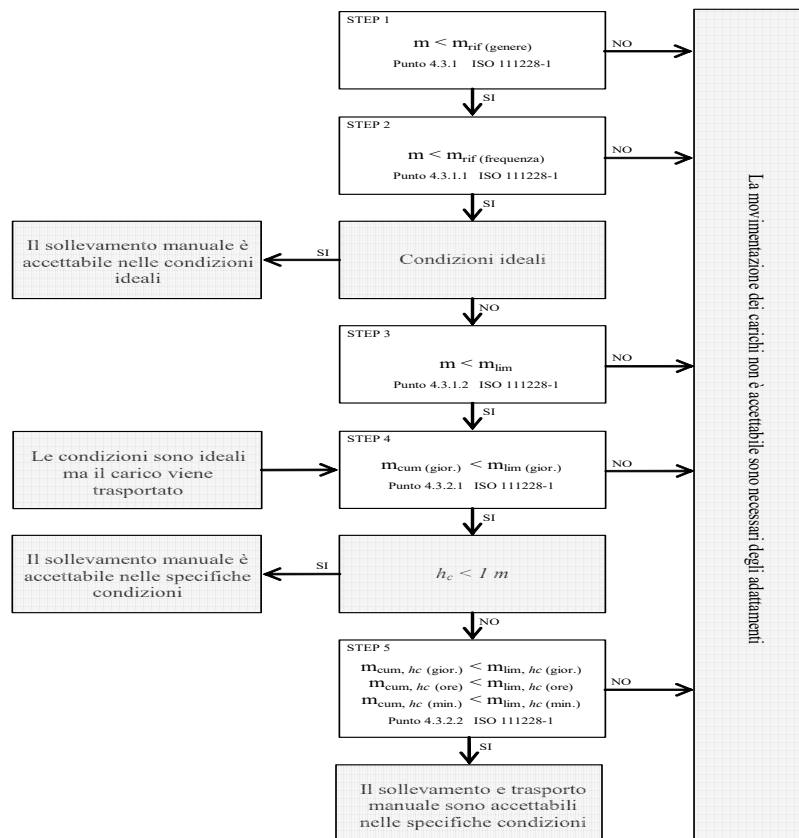 STEP 1
m < mrif (genere)
Punto 4.3.1 ISO 111228-1
NO
SI
STEP 2
m < mrif (frequenza)
Punto 4.3.1.1 ISO 111228-1
NO
SI
Il sollevamento manuale è
accettabile nelle condizioni
ideali
SI
Condizioni ideali
NO
STEP 3
m < mlim
Punto 4.3.1.2 ISO 111228-1
NO
SI
Le condizioni sono ideali
ma il carico viene
trasportato
STEP 4
mcum (gior.) < mlim (gior.)
Punto 4.3.2.1 ISO 111228-1
NO
SI
Il sollevamento manuale è
accettabile nelle specifiche
condizioni
SI
hc < 1 m
NO
STEP 5
mcum, hc (gior.) < mlim, hc (gior.)
mcum, hc (ore) < mlim, hc (ore)
mcum, hc (min.) < mlim, hc (min.)
Punto 4.3.2.2 ISO 111228-1
NO
SI
Il sollevamento e trasporto
manuale sono accettabili
nelle specifiche condizioni
La movimentazione dei carichi non è accettabile sono necessari degli adattamenti